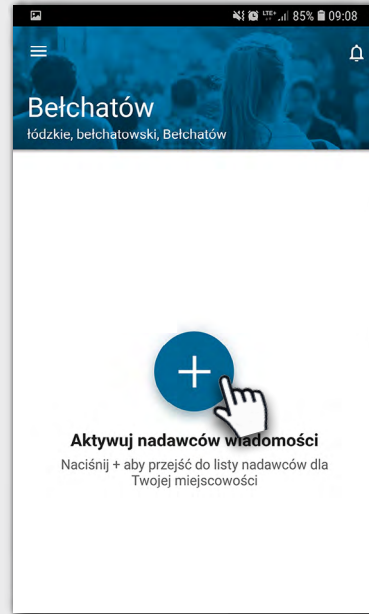 LTE+ 85% 09:08
Bełchatów
łódzkie, bełchatowski, Bełchatów
Aktywuj nadawców wiadomości
Naciśnij + aby przejść do listy nadawców dla
Twojej miejscowości